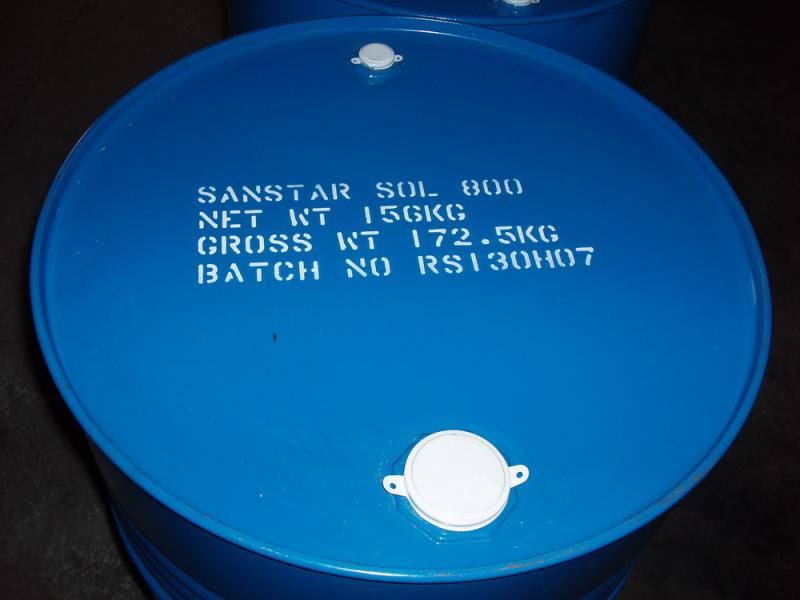 SANSTAR SOL 800
NET WT 156KG
GROSS WT 172.5KG
BATCH NO RS130H07